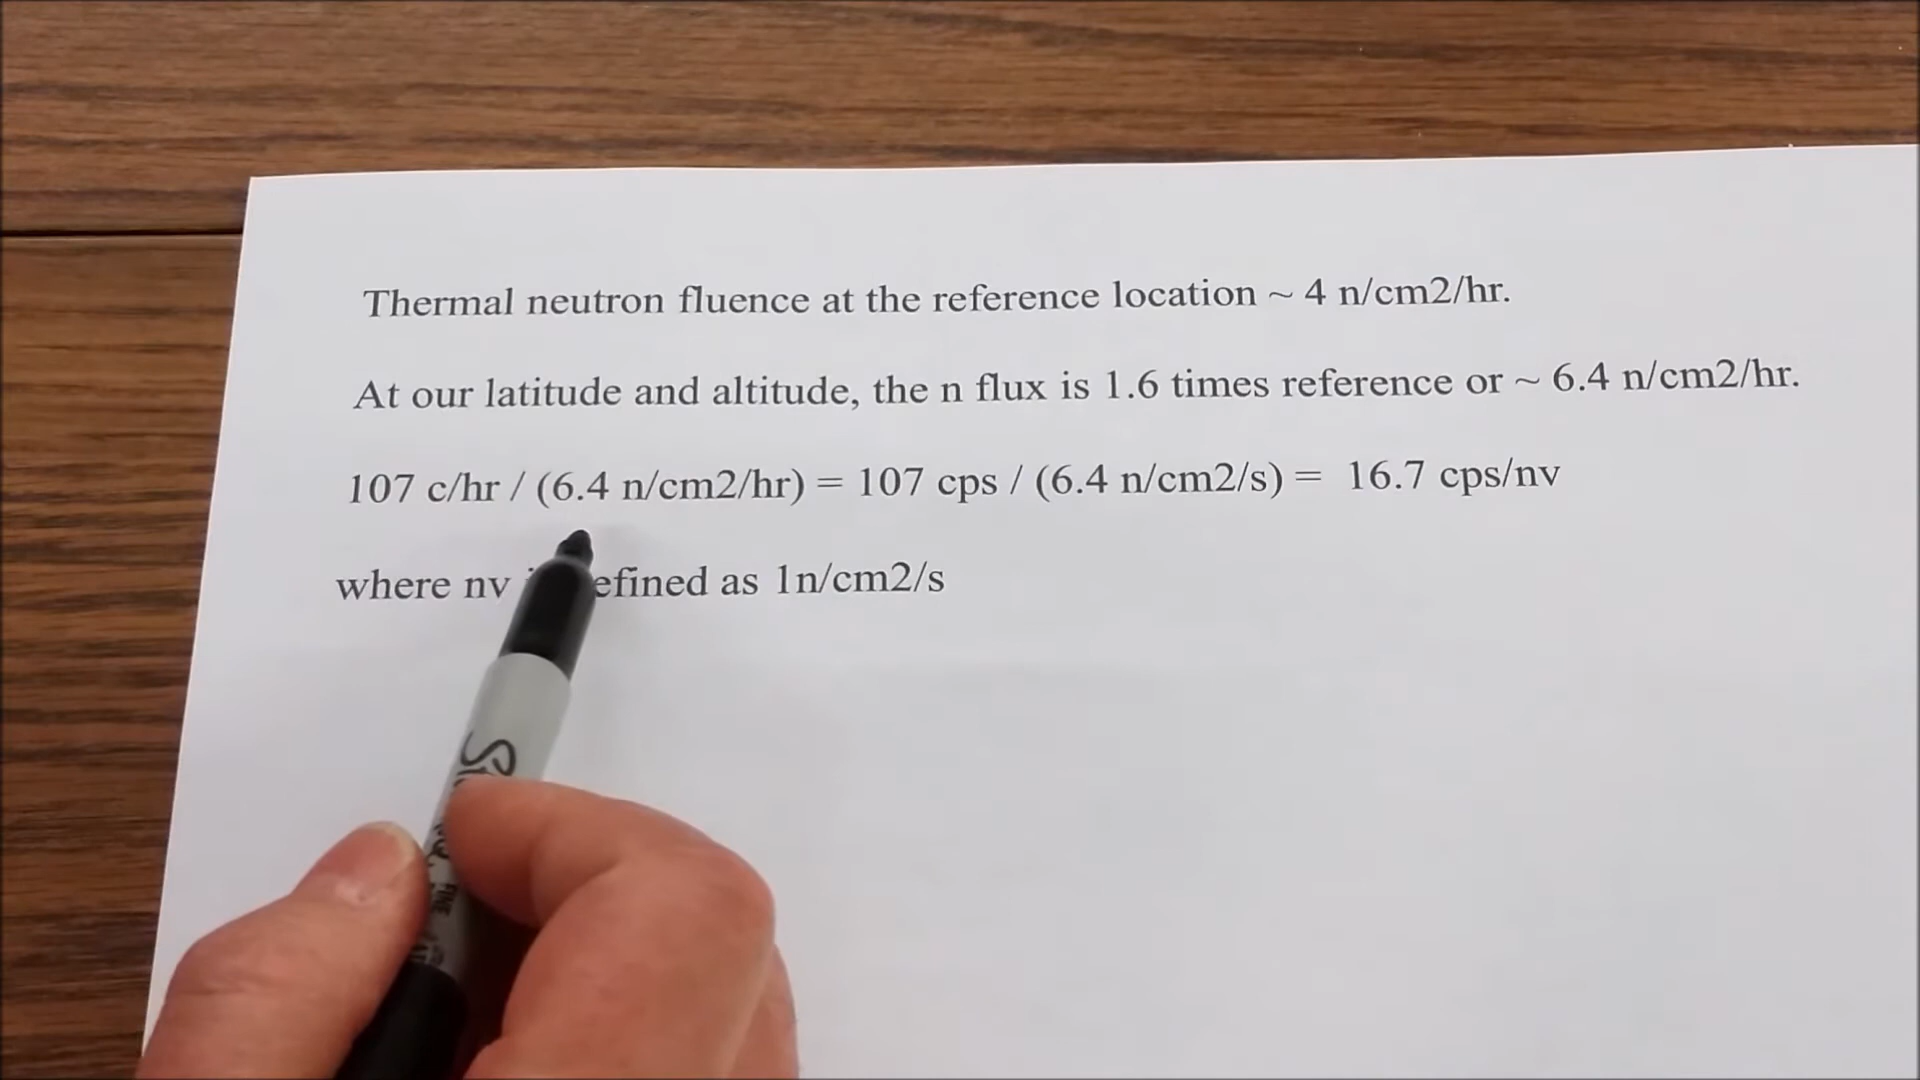 Thermal neutron fluence at the reference location ~ 4 n/cm2/hr.
At our latitude and altitude, the n flux is 1.6 times reference or ~ 6.4 n/cm2/hr.
107 c/hr / (6.4 n/cm2/hr) = 107 cps / (6.4 n/cm2/s) = 16.7 cps/nv
where nv efined as 1n/cm2/s
FINE